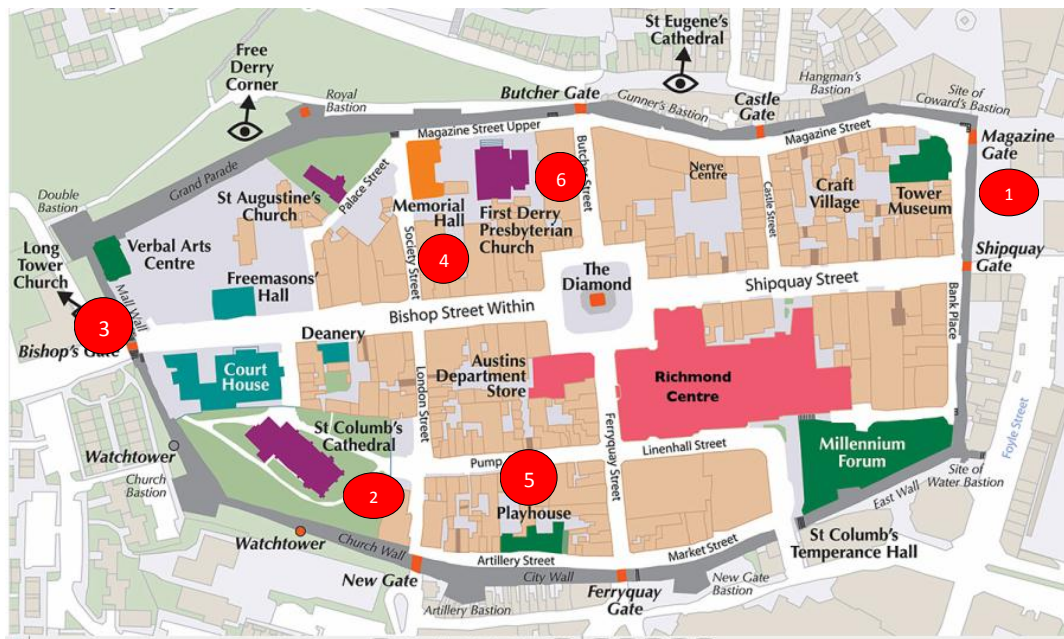 St Eugene's
Cathedral
Free
Derry
Corner
Royal
Bastion
Butcher Gate
Gunner's Bastion
Castle
Gate
Hangman's
Bastion
Site of
Coward's Bastion
Magazine
Gate
Magazine Street Upper
Magazine Street
Grand Parade
Double
Bastion
St Augustine's
Church
Palace Street
Memorial
Hall
First Derry
Presbyterian
Church
6
Nerve
Centre
Castle Street
Craft
Village
Tower
Museum
1
Long
Tower
Church
Verbal Arts
Centre
Mall Wall
Freemasons'
Hall
Society Street
4
The
Diamond
Shipquay Street
Shipquay
Gate
3
Bishop's Gate
Bishop Street Within
Bank Place
Deanery
Court
House
London Street
Austins
Department
Store
Richmond
Centre
Ferryquay Street
Foyle Street
Watchtower
St Columb's
Cathedral
Pump
Linenhall Street
Millennium
Forum
Church
Bastion
2
5
Playhouse
East Wall
Site of
Water Bastion
Watchtower
Church Wall
Artillery Street
Market Street
St Columb's
Temperance Hall
New Gate
City Wall
Artillery Bastion
Ferryquay
Gate
New Gate
Bastion